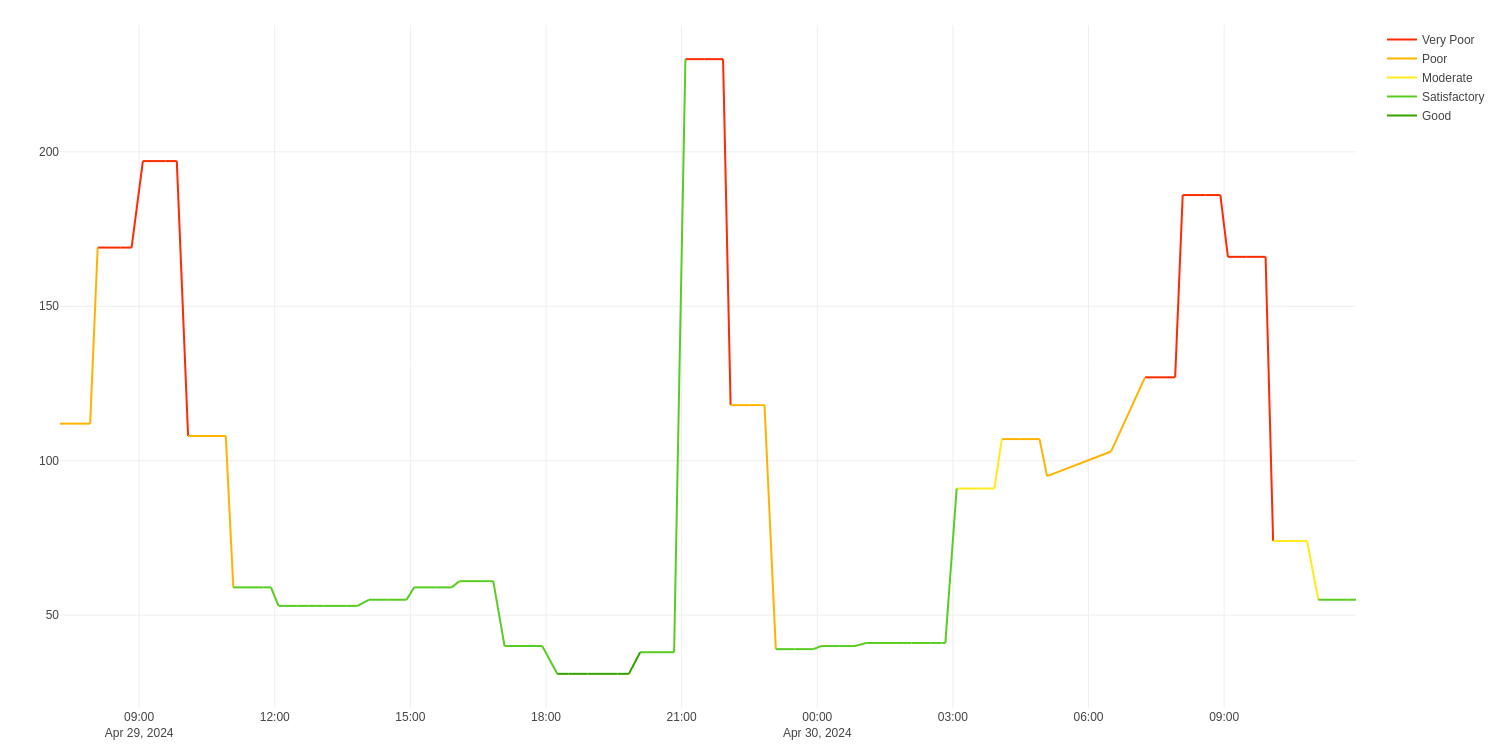 200
150
100
50
09:00
Apr 29, 2024
12:00
15:00
18:00
21:00
00:00
Apr 30, 2024
03:00
06:00
09:00
Very Poor
Poor
Moderate
Satisfactory
Good